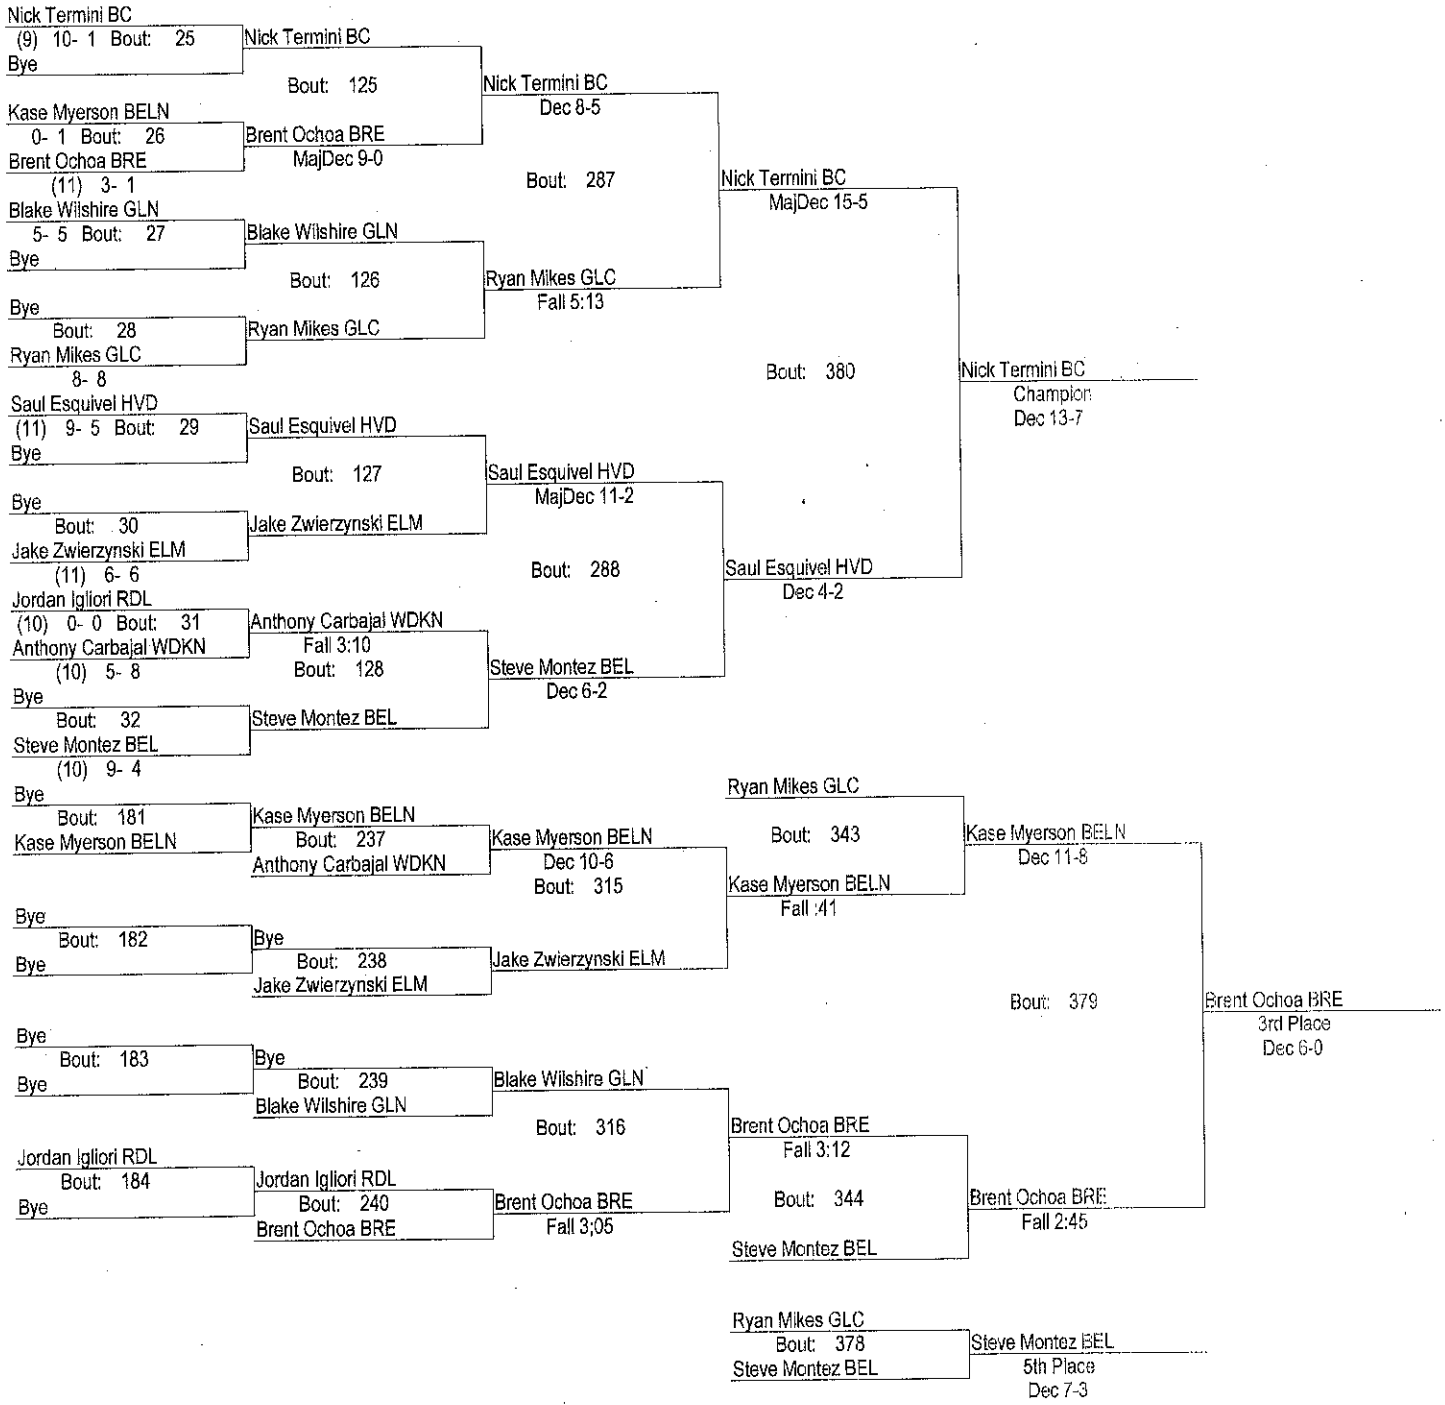 Nick Termini BC
(9) 10- 1 Bout: 25
Bye
Kase Myerson BELN
0- 1 Bout: 26
Brent Ochoa BRE
(11) 3- 1
Blake Wilshire GLN
5- 5 Bout: 27
Bye
Bye
Bout: 28
Ryan Mikes GLC
8- 8
Saul Esquivel HVD
(11) 9- 5 Bout: 29
Bye
Bye
Bout: 30
Jake Zwierzynski ELM
(11) 6- 6
Jordan Igliori RDL
(10) 0- 0 Bout: 31
Anthony Carbajal WDKN
(10) 5- 8
Bye
Bout: 32
Steve Montez BEL
(10) 9- 4
Nick Termini BC
Bout: 125
Brent Ochoa BRE
MajDec 9-0
Blake Wilshire GLN
Bout: 126
Ryan Mikes GLC
Saul Esquivel HVD
Bout: 127
Jake Zwierzynski ELM
Anthony Carbajal WDKN
Fall 3:10
Bout: 128
Steve Montez BEL
Nick Termini BC
Dec 8-5
Bout: 287
Ryan Mikes GLC
Fall 5:13
Saul Esquivel HVD
MajDec 11-2
Bout: 288
Steve Montez BEL
Dec 6-2
Nick Termini BC
MajDec 15-5
Bout: 380
Saul Esquivel HVD
Dec 4-2
Nick Termini BC
Champion
Dec 13-7
Bye
Bout: 181
Kase Myerson BELN
Bye
Bout: 182
Bye
Bye
Bout: 183
Bye
Jordan Igliori RDL
Bout: 184
Bye
Kase Myerson BELN
Bout: 237
Anthony Carbajal WDKN
Bye
Bout: 238
Jake Zwierzynski ELM
Bye
Bout: 239
Blake Wilshire GLN
Jordan Igliori RDL
Bout: 240
Brent Ochoa BRE
Kase Myerson BELN
Dec 10-6
Bout: 315
Jake Zwierzynski ELM
Blake Wilshire GLN
Bout: 316
Brent Ochoa BRE
Fall 3;05
Ryan Mikes GLC
Bout: 343
Kase Myerson BELN
Fall :41
Brent Ochoa BRE
Fall 3:12
Bout: 344
Steve Montez BEL
Kase Myerson BELN
Dec 11-8
Bout: 379
Brent Ochoa BRE
Fall 2:45
Brent Ochoa BRE
3rd Place
Dec 6-0
Ryan Mikes GLC
Bout: 378
Steve Montez BEL
Steve Montez BEL
5th Place
Dec 7-3